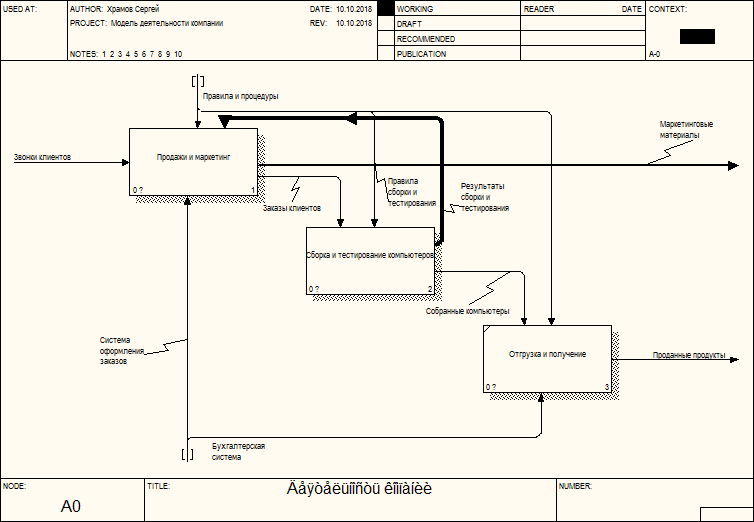 USED AT:
AUTHOR: Храмов Сергей
DATE: 10.10.2018
PROJECT: Модель деятельности компании
REV: 10.10.2018
NOTES: 1 2 3 4 5 6 7 8 9 10
WORKING
DRAFT
RECOMMENDED
PUBLICATION
READER
DATE
CONTEXT:
A-0
Правила и процедуры
Маркетинговые
материалы
Звонки клиентов
Продажи и маркетинг
0 ?
1
Заказы клиентов
Правила
сборки и
тестирования
Результаты
сборки и
тестирования
Сборка и тестирование компьютеров
0 ?
2
Собранные компьютеры
Система
оформления
заказов
Отгрузка и получение
0 ?
3
Проданные продукты
Бухгалтерская
система
NODE:
A0
TITLE:
Äåÿòåëüíîñòü êîìïàíèè
NUMBER: